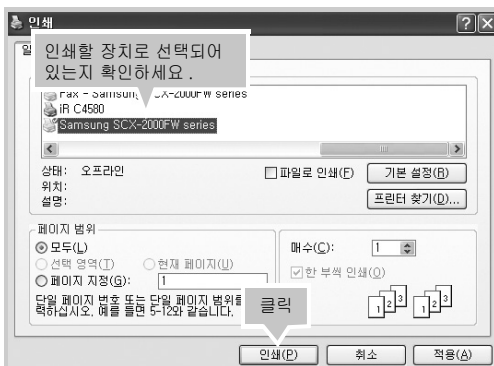 인쇄
일
인쇄할 장치로 선택되어
있는지 확인하세요 .
Fax - Samsung SCX-2000FW series
iR C4580
Samsung SCX-2000FW series
상태: 오프라인
위치:
설명:
파일로 인쇄(F)
기본 설정(R)
프린터 찾기(D)...
페이지 범위
모두(L)
선택 영역(T)
현재 페이지(U)
페이지 지정(G): 1
단일 페이지 번호 또는 단일 페이지 범위를
력하십시오. 예를 들면 5-12와 같습니다.
매수(C): 1
한 부씩 인쇄(O)
1 2 3 1 2 3
클릭
인쇄(P)
취소
적용(A)